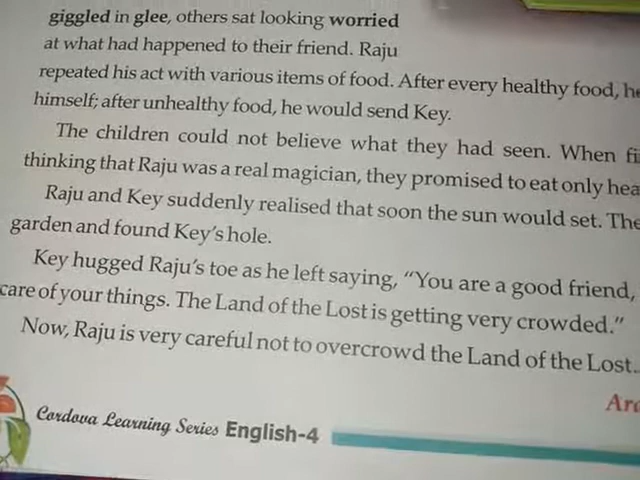 giggled in glee, others sat looking worried
at what had happened to their friend. Raju
repeated his act with various items of food. After every healthy food, he
himself; after unhealthy food, he would send Key.
The children could not believe what they had seen. When fi
thinking that Raju was a real magician, they promised to eat only hea
Raju and Key suddenly realised that soon the sun would set. The
garden and found Key's hole.
Key hugged Raju's toe as he left saying, "You are a good friend,
care of your things. The Land of the Lost is getting very crowded."
Now, Raju is very careful not to overcrowd the Land of the Lost..
Cordova Learning Series English-4